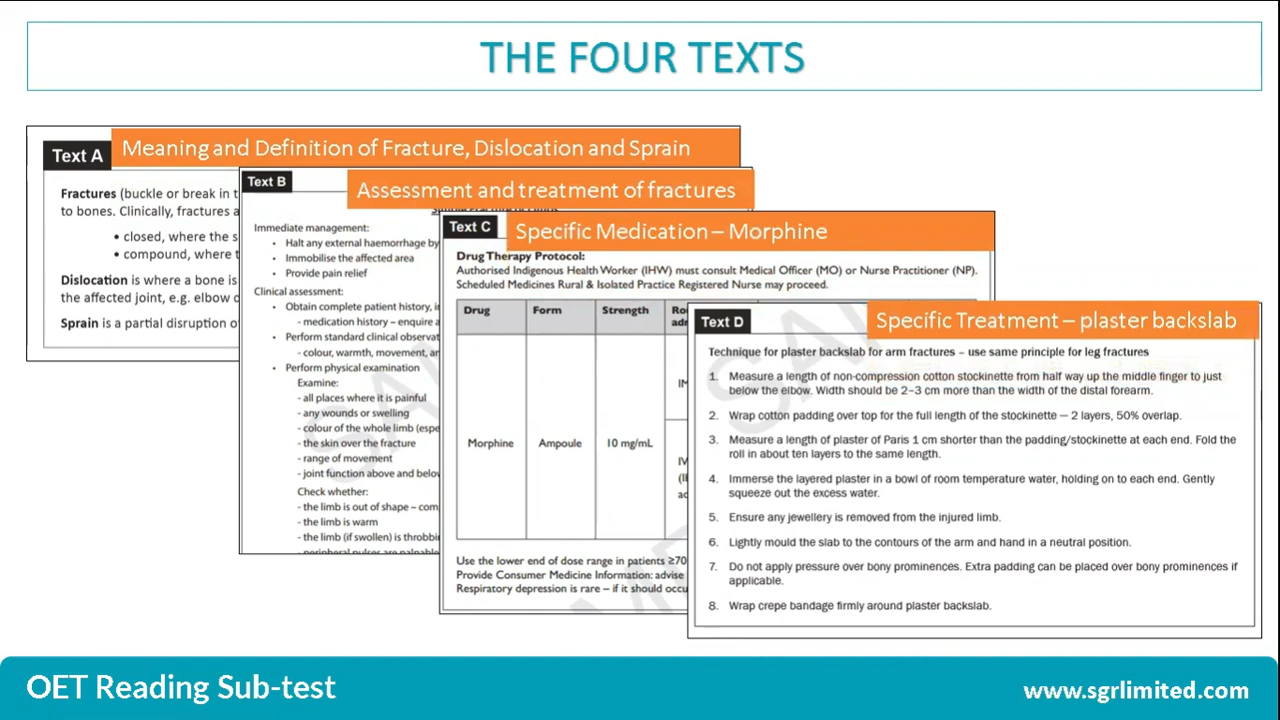 THE FOUR TEXTS
Text A
Meaning and Definition of Fracture, Dislocation and Sprain
Fractures (buckle or break in t
to bones. Clinically, fractures a
• closed, where the s
• compound, where t
Dislocation is where a bone is
the affected joint, e.g. elbow
Sprain is a partial disruption
Text B
Assessment and treatment of fractures
Immediate management:
• Halt any external haemorrhage by
• Immobilise the affected area
• Provide pain relief
Clinical assessment:
• Obtain complete patient history, i
- medication history – enquire a
• Perform standard clinical observat
- colour, warmth, movement, a
• Perform physical examination
Examine:
- all places where it is painful
- any wounds or swelling
- colour of the whole limb (espe
- the skin over the fracture
- range of movement
- joint function above and belo
Check whether:
- the limb is out of shape – com
- the limb is warm
- the limb (if swollen) is throbbi
Text C
Specific Medication – Morphine
Drug Therapy Protocol:
Authorised Indigenous Health Worker (IHW) must consult Medical Officer (MO) or Nurse Practitioner (NP).
Scheduled Medicines Rural & Isolated Practice Registered Nurse may proceed.
Drug Form Strength
Morphine Ampoule 10 mg/mL
Use the lower end of dose range in patients ≥70
Provide Consumer Medicine Information: advise
Respiratory depression is rare – if it should occu
Text D
Specific Treatment – plaster backslab
Technique for plaster backslab for arm fractures – use same principle for leg fractures
1. Measure a length of non-compression cotton stockinette from half way up the middle finger to just
below the elbow. Width should be 2–3 cm more than the width of the distal forearm.
2. Wrap cotton padding over top for the full length of the stockinette — 2 layers, 50% overlap.
3. Measure a length of plaster of Paris 1 cm shorter than the padding/stockinette at each end. Fold the
roll in about ten layers to the same length.
4. Immerse the layered plaster in a bowl of room temperature water, holding on to each end. Gently
squeeze out the excess water.
5. Ensure any jewellery is removed from the injured limb.
6. Lightly mould the slab to the contours of the arm and hand in a neutral position.
7. Do not apply pressure over bony prominences. Extra padding can be placed over bony prominences if
applicable.
8. Wrap crepe bandage firmly around plaster backslab.
OET Reading Sub-test
www.sgrlimited.com